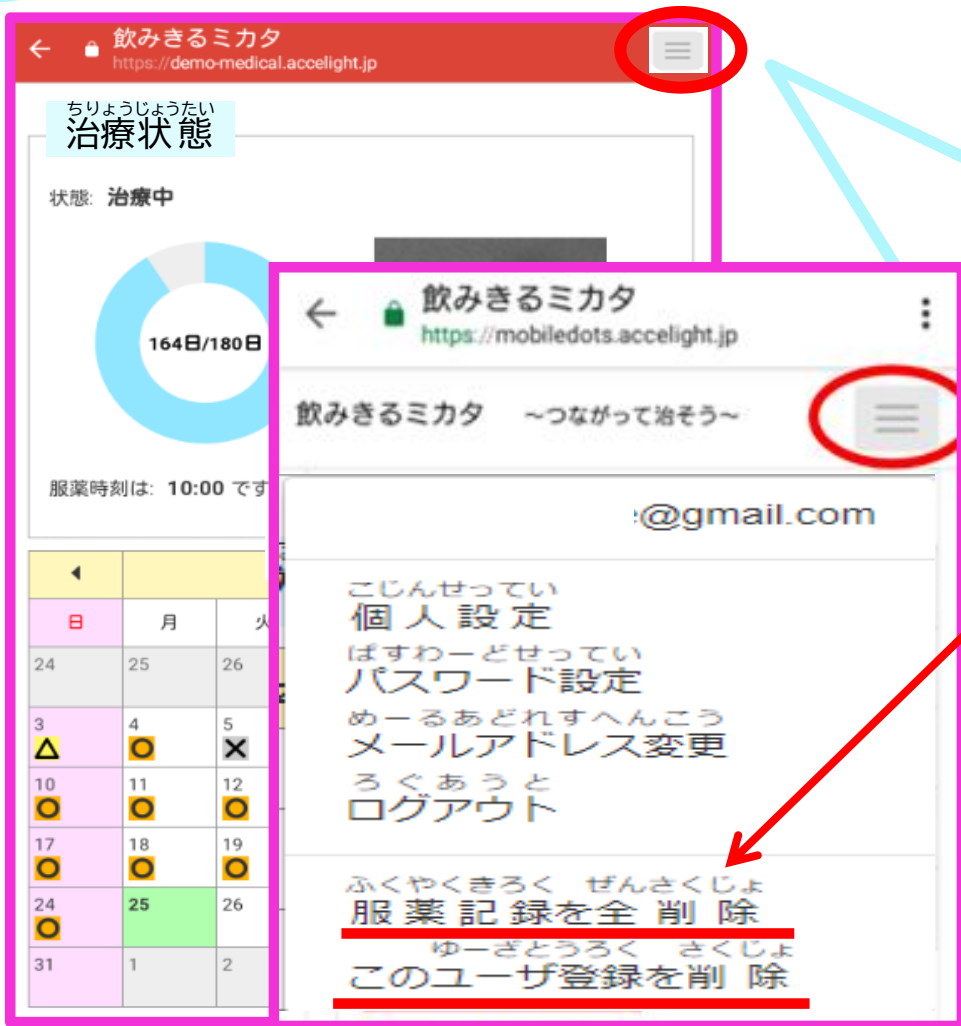 飲みきるミカタ
https://demo-medical.accelight.jp
ちりょうじょうたい
治療状態
状態: 治療中
164日/180日
服薬時刻は: 10:00 です
日 月 火
24 25 26
3 4 5
10 11 12
17 18 19
24 25 26
31 1 2
飲みきるミカタ
https://mobiledots.accelight.jp
飲みきるミカタ ~つながって治そう~
@gmail.com
こじんせってい
個人設定
ぱすわーどせってい
パスワード設定
めーるあどれすへんこう
メールアドレス変更
ろぐあうと
ログアウト
ふくやくきろく ぜんさくじょ
服薬記録を全削除
ゆーざとうろく さくじょ
このユーザ登録を削除